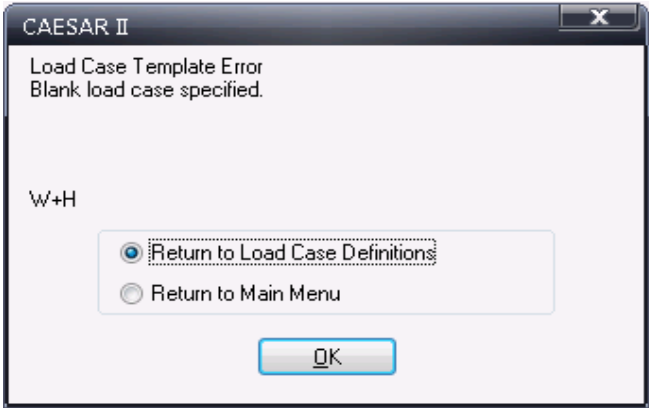 CAESAR II
Load Case Template Error
Blank load case specified.
W+H
Return to Load Case Definitions
Return to Main Menu
OK